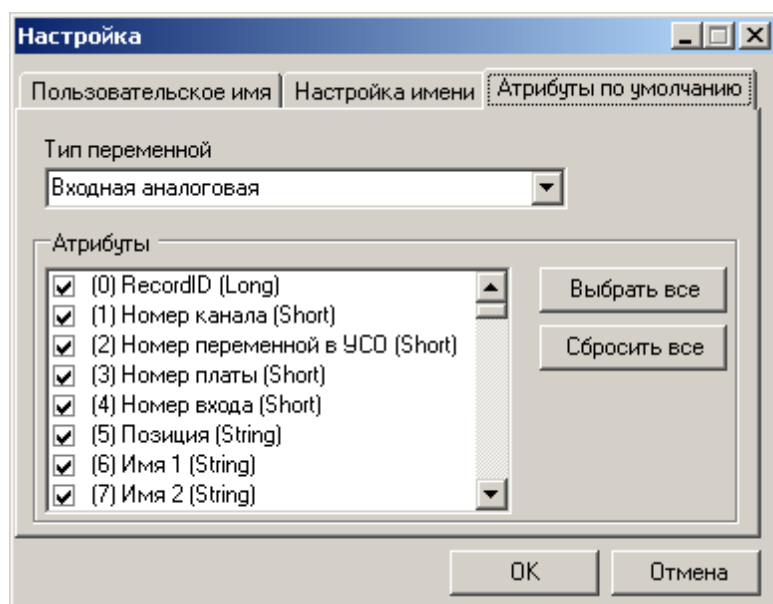 Настройка
Пользовательское имя
Настройка имени
Атрибуты по умолчанию
Тип переменной
Входная аналоговая
Атрибуты
(0) RecordID (Long)
(1) Номер канала (Short)
(2) Номер переменной в УСО (Short)
(3) Номер платы (Short)
(4) Номер входа (Short)
(5) Позиция (String)
(6) Имя 1 (String)
(7) Имя 2 (String)
Выбрать все
Сбросить все
OK
Отмена